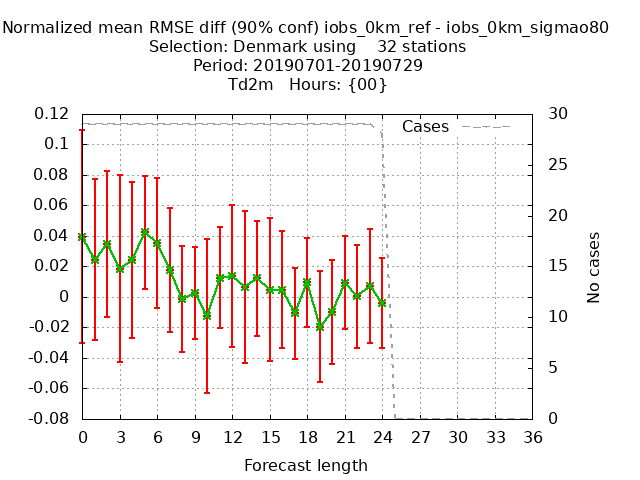 Normalized mean RMSE diff (90% conf) iobs_0km_ref - iobs_0km_sigmao80
Selection: Denmark using 32 stations
Period: 20190701-20190729
Td2m Hours: {00}
Cases
0.12
0.1
0.08
0.06
0.04
0.02
0
-0.02
-0.04
-0.06
-0.08
30
25
20
15
10
5
0
No cases
0 3 6 9 12 15 18 21 24 27 30 33 36
Forecast length